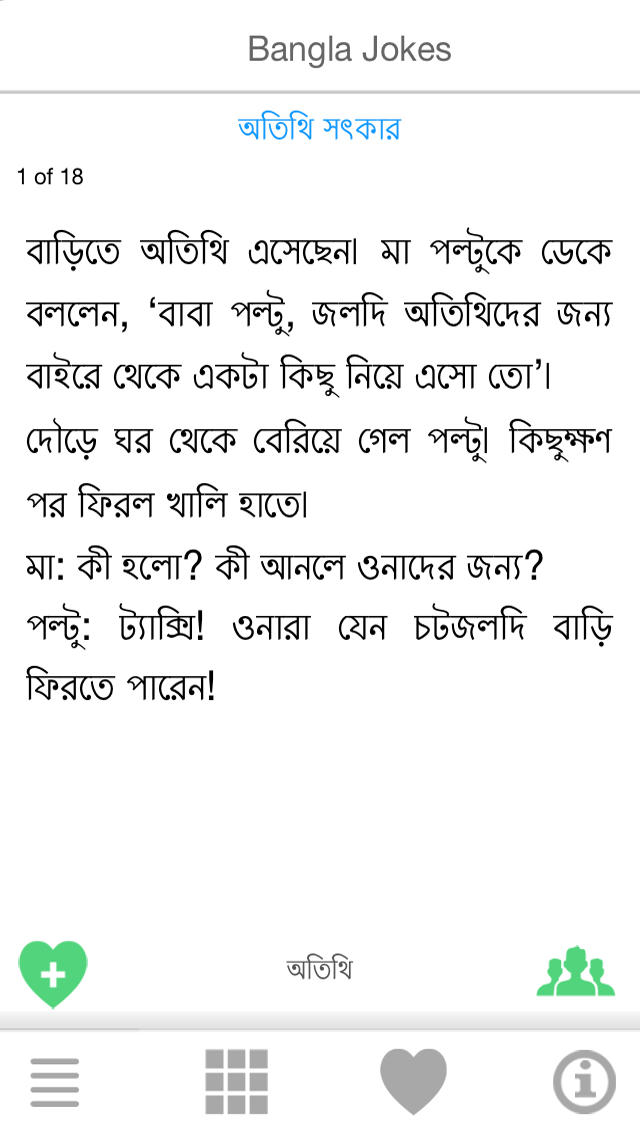 Bangla Jokes
অতিথি সৎকার
1 of 18
বাড়িতে অতিথি এসেছেন। মা পল্টুকে ডেকে
বললেন, ‘বাবা পল্টু, জলদি অতিথিদের জন্য
বাইরে থেকে একটা কিছু নিয়ে এসো তো’।
দৌড়ে ঘর থেকে বেরিয়ে গেল পল্টু। কিছুক্ষণ
পর ফিরল খালি হাতে।
মা: কী হলো? কী আনলে ওনাদের জন্য?
পল্টু: ট্যাক্সি! ওনারা যেন চটজলদি বাড়ি
ফিরতে পারেন!
অতিথি